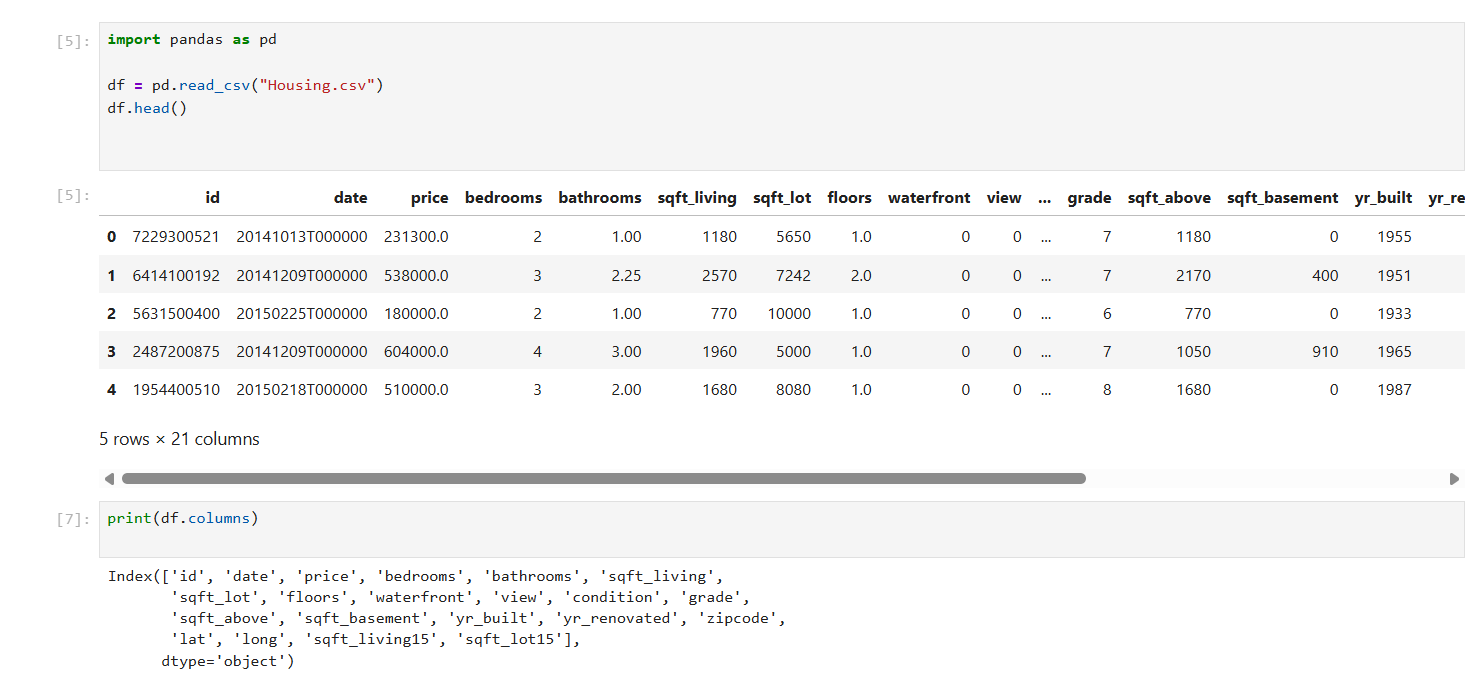 [5]: import pandas as pd
df = pd.read_csv("Housing.csv")
df.head()
[5]: id date price bedrooms bathrooms sqft_living sqft_lot floors waterfront view ... grade sqft_above sqft_basement yr_built yr_re
0 7229300521 20141013T000000 231300.0 2 1.00 1180 5650 1.0 0 0 ... 7 1180 0 1955
1 6414100192 20141209T000000 538000.0 3 2.25 2570 7242 2.0 0 0 ... 7 2170 400 1951
2 5631500400 20150225T000000 180000.0 2 1.00 770 10000 1.0 0 0 ... 6 770 0 1933
3 2487200875 20141209T000000 604000.0 4 3.00 1960 5000 1.0 0 0 ... 7 1050 910 1965
4 1954400510 20150218T000000 510000.0 3 2.00 1680 8080 1.0 0 0 ... 8 1680 0 1987
5 rows × 21 columns
[7]: print(df.columns)
Index(['id', 'date', 'price', 'bedrooms', 'bathrooms', 'sqft_living',
'sqft_lot', 'floors', 'waterfront', 'view', 'condition', 'grade',
'sqft_above', 'sqft_basement', 'yr_built', 'yr_renovated', 'zipcode',
'lat', 'long', 'sqft_living15', 'sqft_lot15'],
dtype='object')